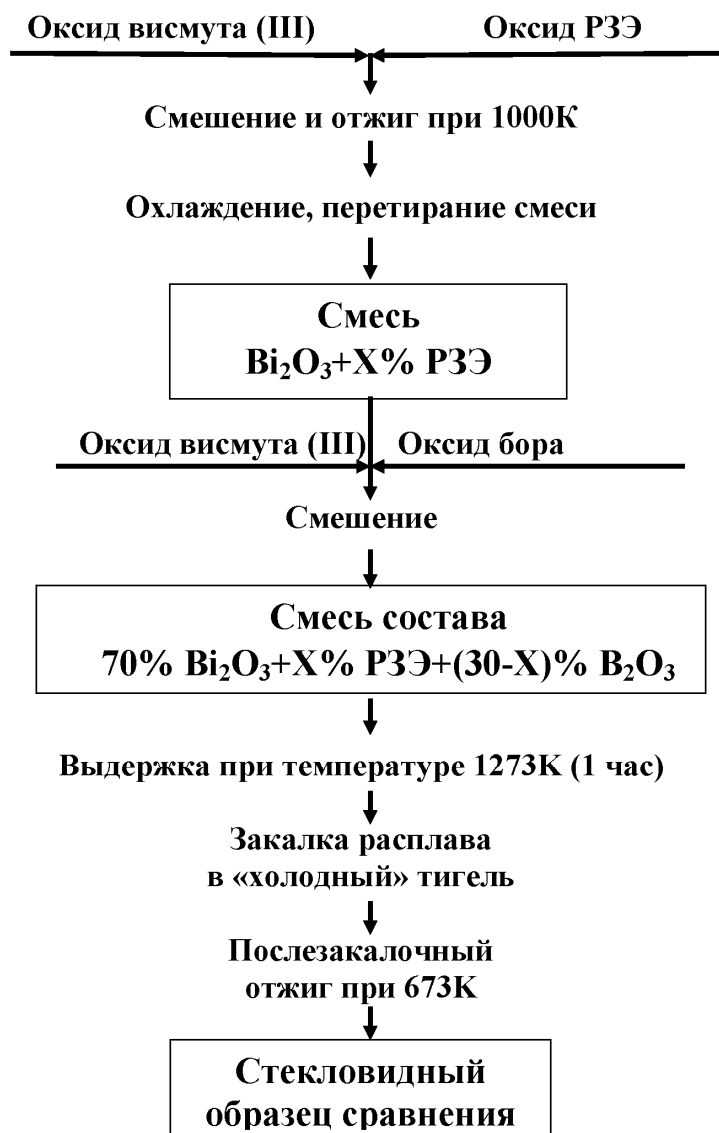 Оксид висмута (III) Оксид РЗЭ
Смешение и отжиг при 1000К
Охлаждение, перетирание смеси
Смесь
Bi₂O₃+X% РЗЭ
Оксид висмута (III) Оксид бора
Смешение
Смесь состава
70% Bi₂O₃+X% РЗЭ+(30-X)% B₂O₃
Выдержка при температуре 1273К (1 час)
Закалка расплава
в «холодный» тигель
Послезакалочный
отжиг при 673К
Стекловидный
образец сравнения